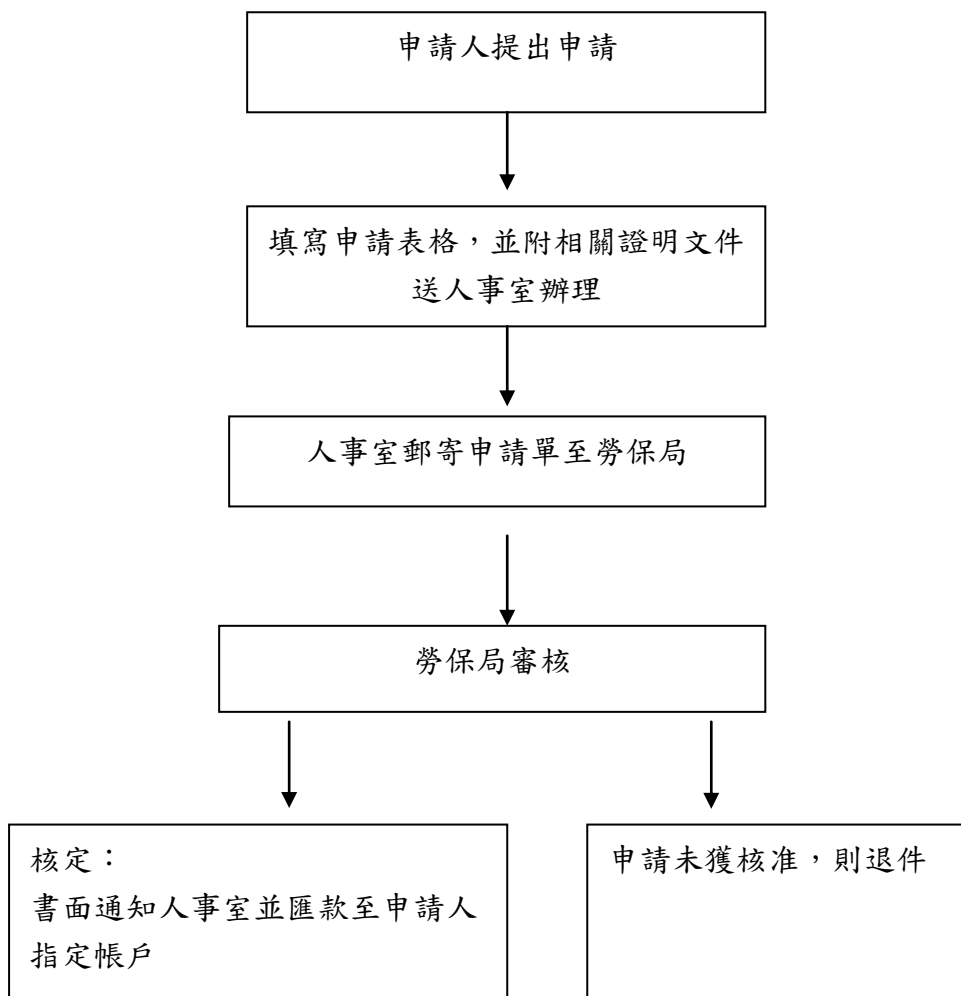 申請人提出申請
填寫申請表格，並附相關證明文件
送人事室辦理
人事室郵寄申請單至勞保局
勞保局審核
核定：
書面通知人事室並匯款至申請人
指定帳戶
申請未獲核准，則退件